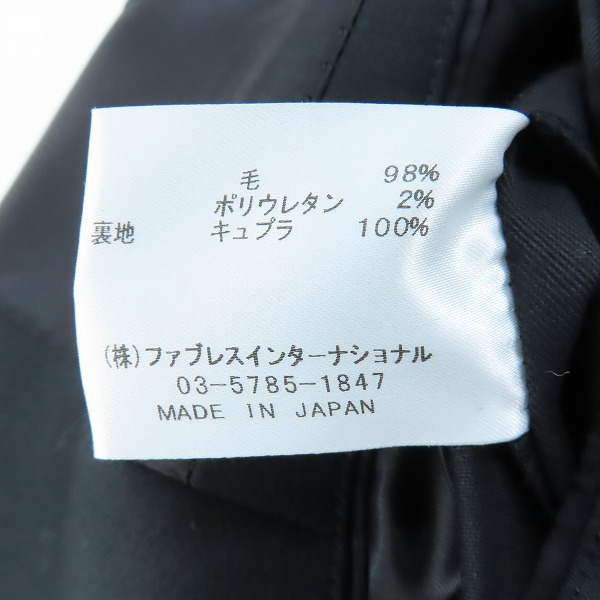 毛 98%
ポリウレタン 2%
裏地 キュプラ 100%
(株)ファブレスインターナショナル
03-5785-1847
MADE IN JAPAN